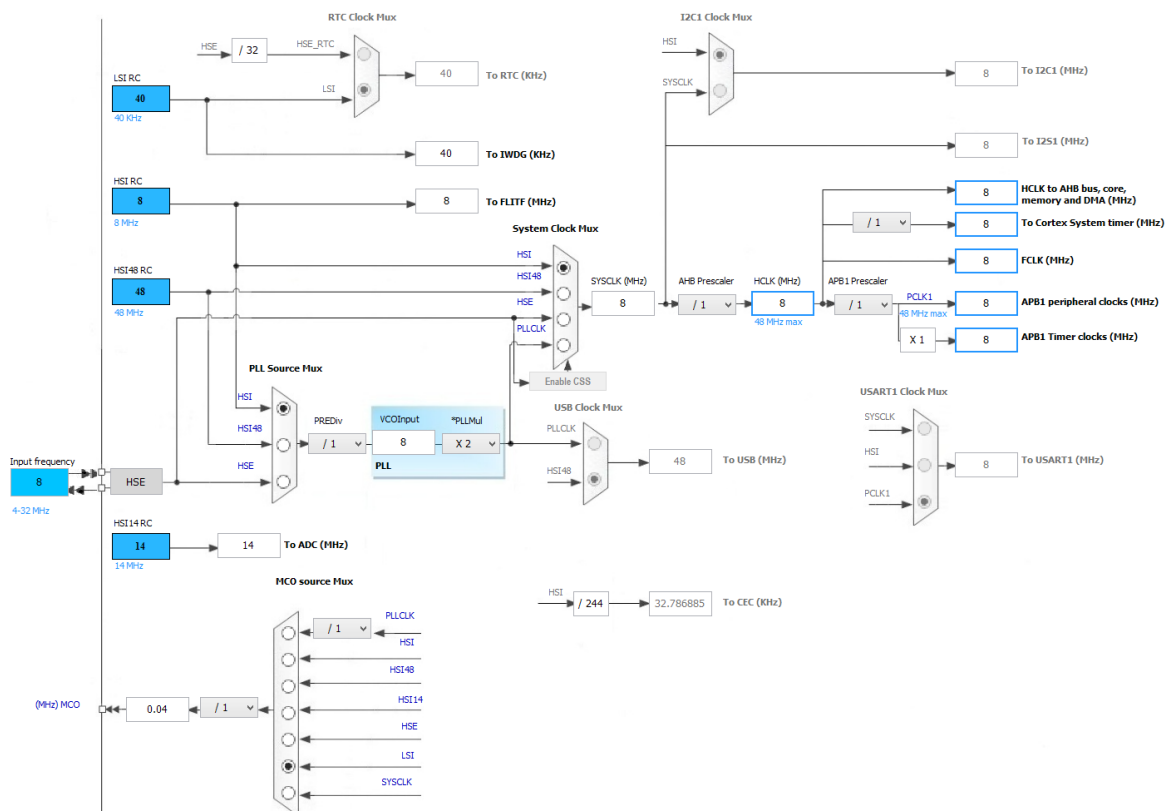 RTC Clock Mux
I2C1 Clock Mux
HSE
/ 32
HSE_RTC
40
To RTC (KHz)
LSI
HSI
SYSCLK
8
To I2C1 (MHz)
LSI RC
40
40 KHz
40
To IWDG (KHz)
8
To I2S1 (MHz)
HSI RC
8
8 MHz
8
To FLITF (MHz)
System Clock Mux
HSI
HSI48
HSE
PLLCLK
Enable CSS
HSI48 RC
48
48 MHz
SYSCLK (MHz)
8
AHB Prescaler
/ 1
HCLK (MHz)
8
48 MHz max
APB1 Prescaler
/ 1
PCLK1
48 MHz max
X 1
8
HCLK to AHB bus, core,
memory and DMA (MHz)
/ 1
8
To Cortex System timer (MHz)
8
FCLK (MHz)
8
APB1 peripheral clocks (MHz)
8
APB1 Timer clocks (MHz)
PLL Source Mux
HSI
HSI48
HSE
PREDiv
/ 1
VCOInput
8
*PLLMul
X 2
PLL
USB Clock Mux
PLLCLK
HSI48
48
To USB (MHz)
USART1 Clock Mux
SYSCLK
HSI
PCLK1
8
To USART1 (MHz)
Input frequency
8
4-32 MHz
HSE
HSI14 RC
14
14 MHz
14
To ADC (MHz)
MCO source Mux
PLLCLK
/ 1
HSI
HSI48
HSI14
HSE
LSI
SYSCLK
(MHz) MCO
0.04
/ 1
HSI
/ 244
32.786885
To CEC (KHz)